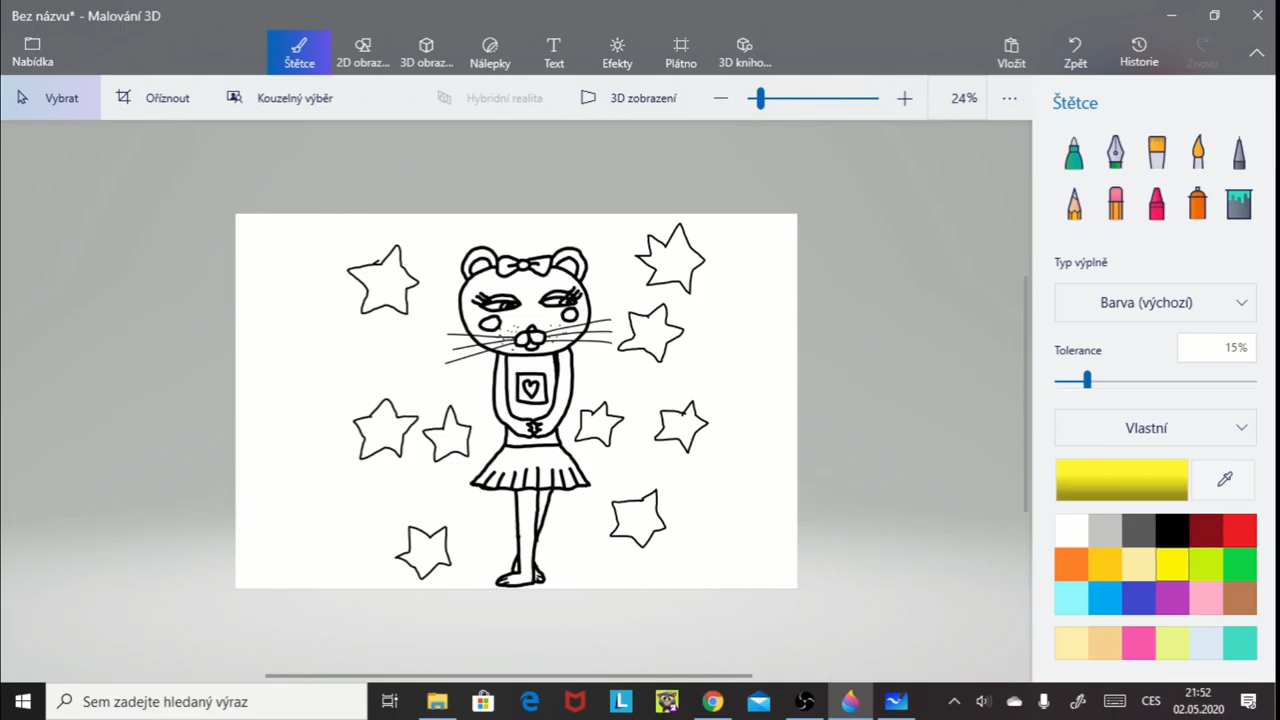 Bez názvu* - Malování 3D
Nabídka
Štětce
2D obraz...
3D obraz...
Nálepky
Text
Efekty
Plátno
3D kniho...
Vložit
Zpět
Historie
Znovu
Vybrat
Oříznout
Kouzelný výběr
Hybridní realita
3D zobrazení
24%
Štětce
Typ výplně
Barva (výchozí)
Tolerance
15%
Vlastní
Sem zadejte hledaný výraz
L
CES
21:52
02.05.2020